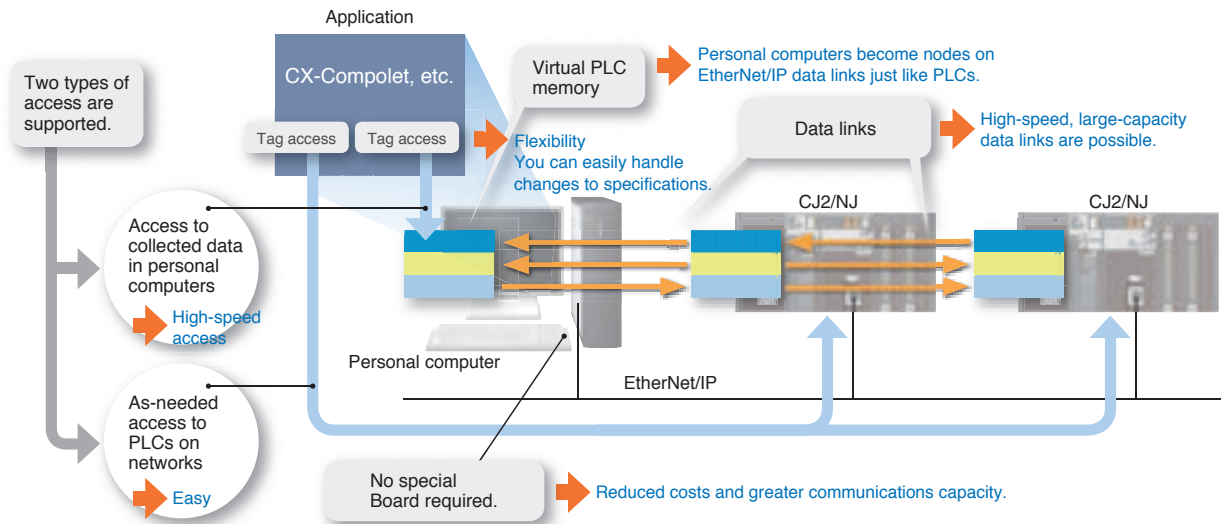 Application
CX-Compolet, etc.
Tag access
Tag access
Two types of
access are
supported.
Virtual PLC
memory
Personal computers become nodes on
EtherNet/IP data links just like PLCs.
Flexibility
You can easily handle
changes to specifications.
Data links
High-speed, large-capacity
data links are possible.
CJ2/NJ
CJ2/NJ
Access to
collected data
in personal
computers
High-speed
access
Personal computer
EtherNet/IP
As-needed
access to
PLCs on
networks
Easy
No special
Board required.
Reduced costs and greater communications capacity.